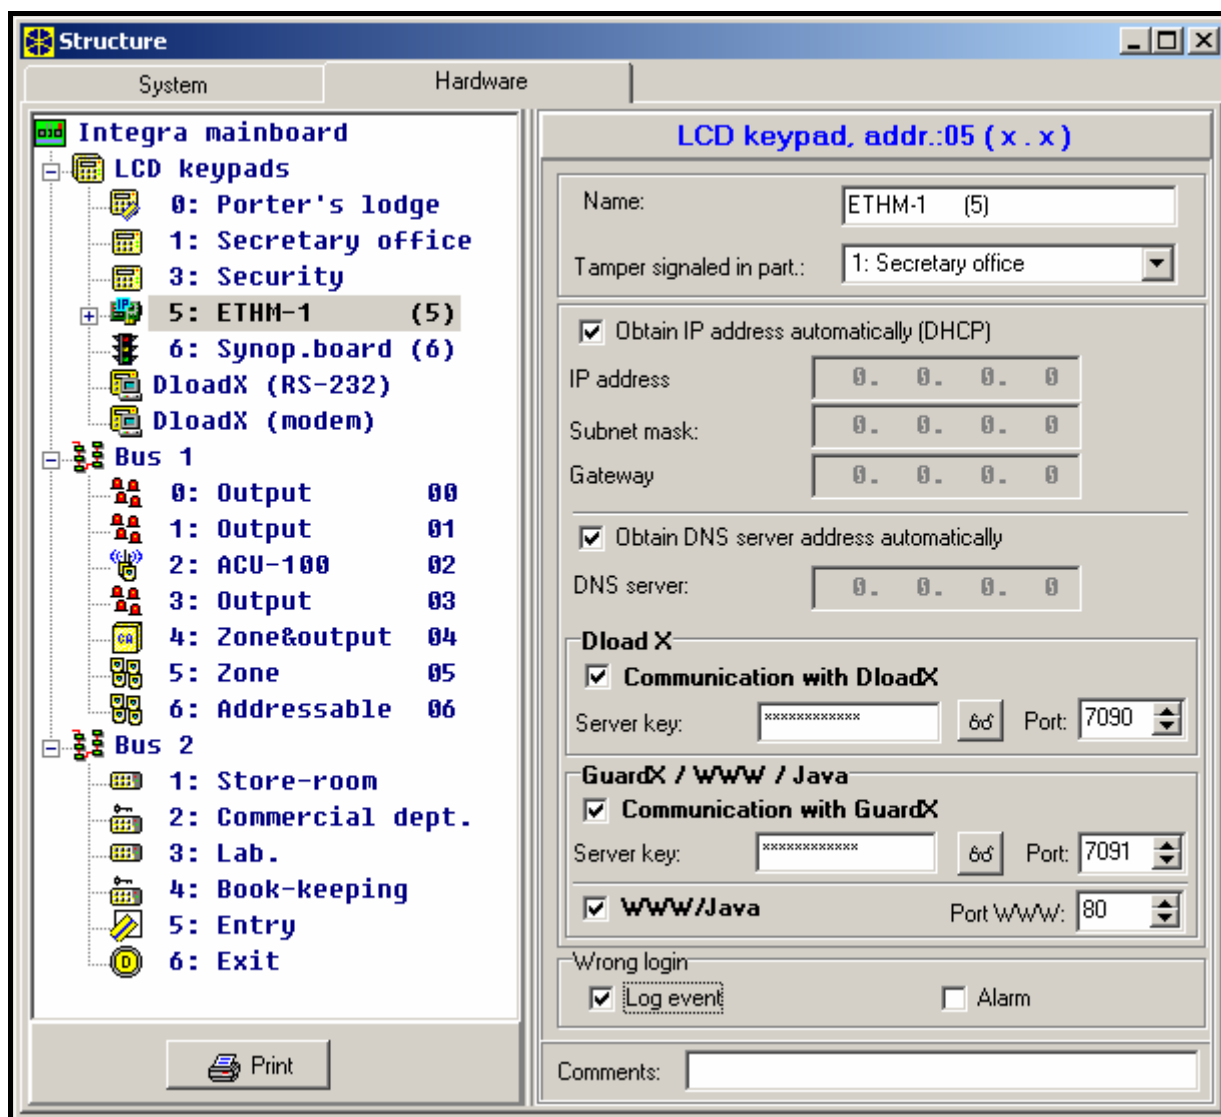 Structure
System
Hardware
Integra mainboard
LCD keypads
0: Porter's lodge
1: Secretary office
3: Security
5: ETHM-1 (5)
6: Synop.board (6)
DloadX (RS-232)
DloadX (modem)
Bus 1
0: Output 00
1: Output 01
2: ACU-100 02
3: Output 03
4: Zone&output 04
5: Zone 05
6: Addressable 06
Bus 2
1: Store-room
2: Commercial dept.
3: Lab.
4: Book-keeping
5: Entry
6: Exit
Print
LCD keypad, addr.:05 ( x . x )
Name: ETHM-1 (5)
Tamper signaled in part.: 1: Secretary office
Obtain IP address automatically (DHCP)
IP address 0. 0. 0. 0
Subnet mask: 0. 0. 0. 0
Gateway 0. 0. 0. 0
Obtain DNS server address automatically
DNS server: 0. 0. 0. 0
Dload X
Communication with DloadX
Server key: ************ Port: 7090
GuardX / WWW / Java
Communication with GuardX
Server key: ************ Port: 7091
WWW/Java Port WWW: 80
Wrong login
Log event Alarm
Comments: